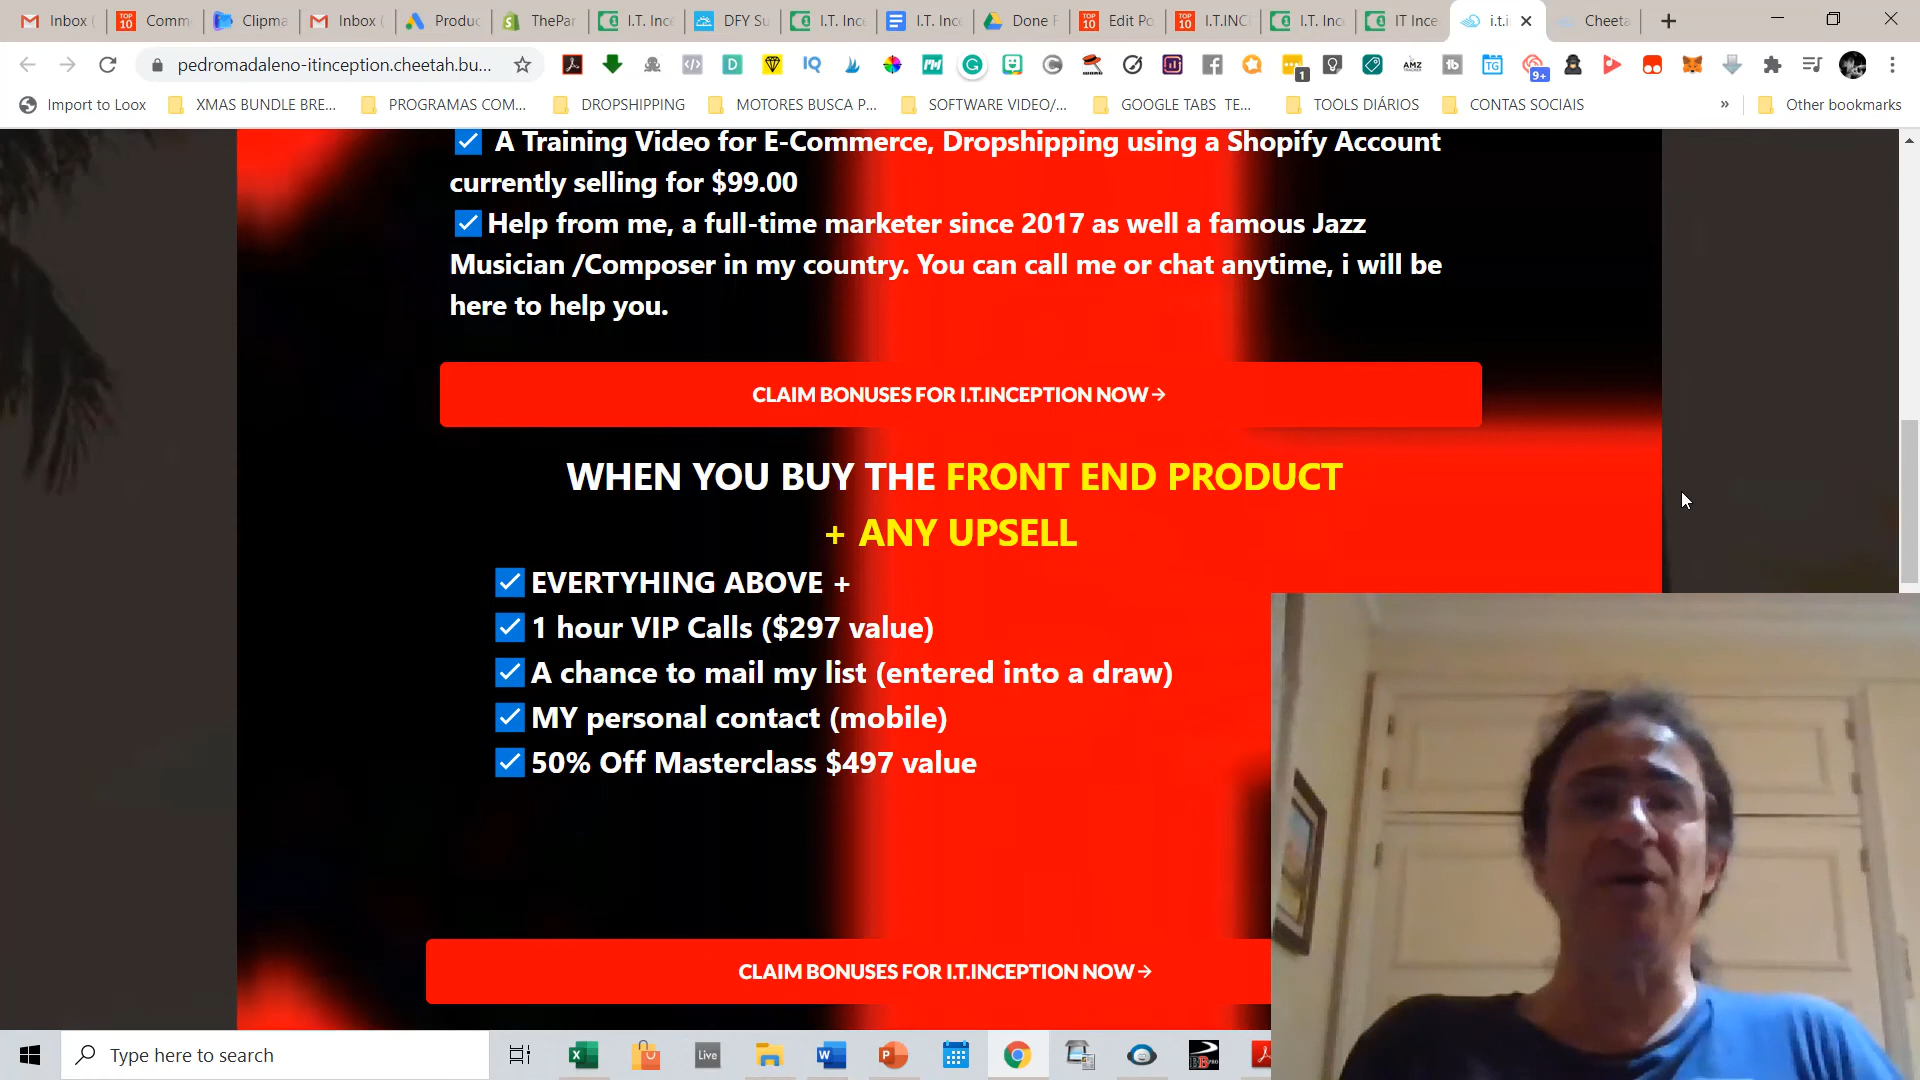 Inbox (
Comm
Clipma
Inbox (
Produc
ThePar
I.T. Ince
DFY Su
I.T. Ince
I.T. Inc
Done F
Edit Po
I.T.INC
I.T. Inc
IT Ince
i.t.i
Cheeta
pedromadaleno-itinception.cheetah.bu...
Import to Loox
XMAS BUNDLE BRE...
PROGRAMAS COM...
DROPSHIPPING
MOTORES BUSCA P...
SOFTWARE VIDEO/...
GOOGLE TABS TE...
TOOLS DIÁRIOS
CONTAS SOCIAIS
»
Other bookmarks
A Training Video for E-Commerce, Dropshipping using a Shopify Account
currently selling for $99.00
Help from me, a full-time marketer since 2017 as well a famous Jazz
Musician /Composer in my country. You can call me or chat anytime, i will be
here to help you.
CLAIM BONUSES FOR I.T.INCEPTION NOW→
WHEN YOU BUY THE FRONT END PRODUCT
+ ANY UPSELL
EVERTYHING ABOVE +
1 hour VIP Calls ($297 value)
A chance to mail my list (entered into a draw)
MY personal contact (mobile)
50% Off Masterclass $497 value
CLAIM BONUSES FOR I.T.INCEPTION NOW→
Type here to search
Live